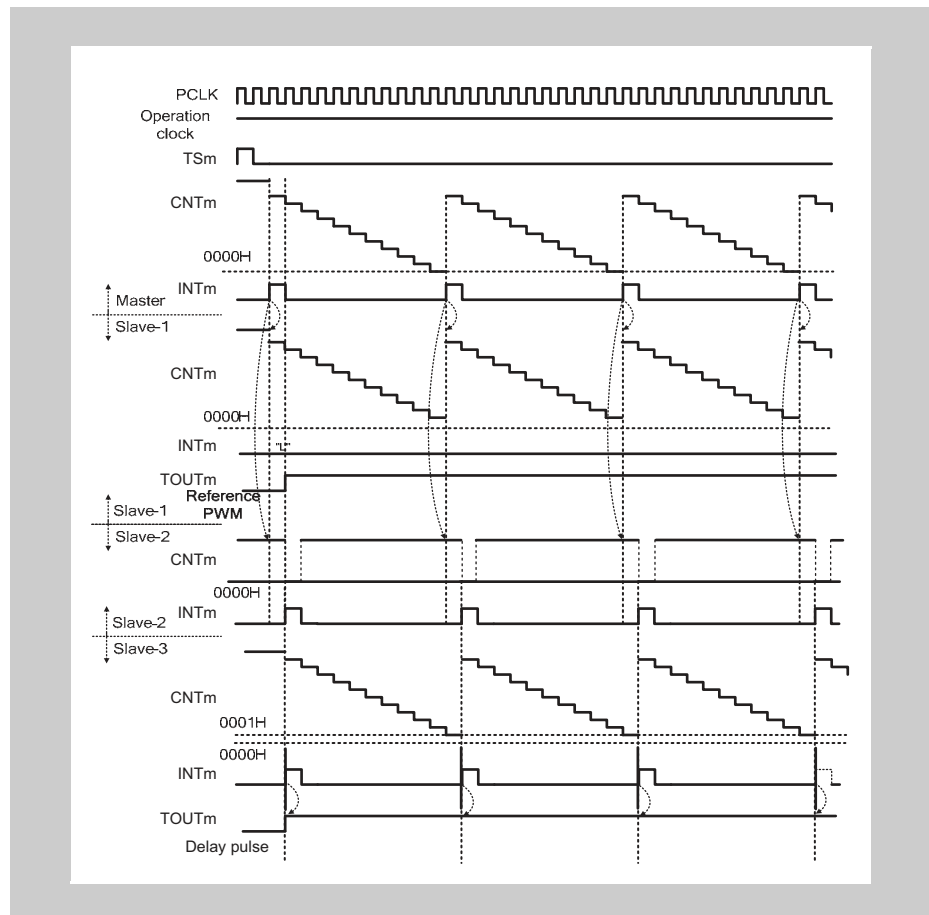 PCLK
Operation
clock
TSm
CNTm
0000H
INTm
Master
Slave-1
CNTm
0000H
INTm
TOUTm
Reference
PWM
Slave-1
Slave-2
CNTm
0000H
INTm
Slave-2
Slave-3
CNTm
0001H
0000H
INTm
TOUTm
Delay pulse